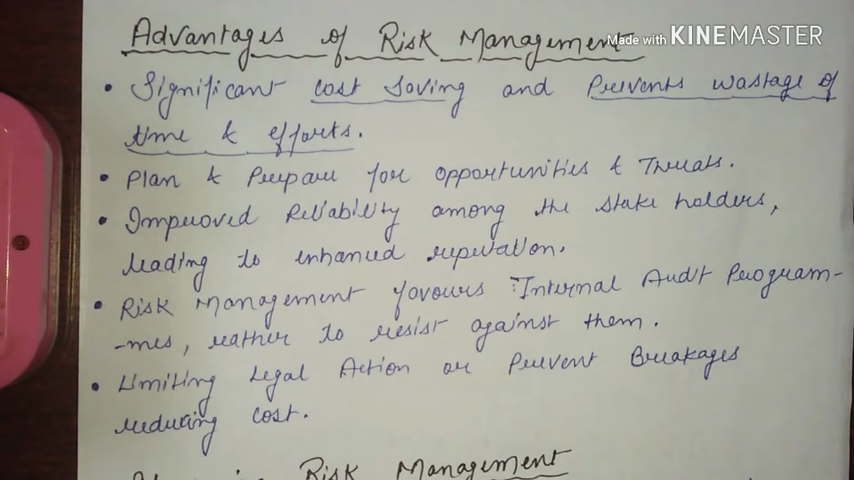 Advantages of Risk Management
Made with KINEMASTER
• Significant cost saving and Prevents wastage of
time & efforts.
• Plan & Prepare for opportunities & Threats.
• Improved Reliability among the stake holders,
leading to enhanced reputation.
• Risk Management favours Internal Audit Program-
-mes, rather to resist against them.
• Limiting Legal Action or Prevent Breakages
reducing cost.
Risk Management